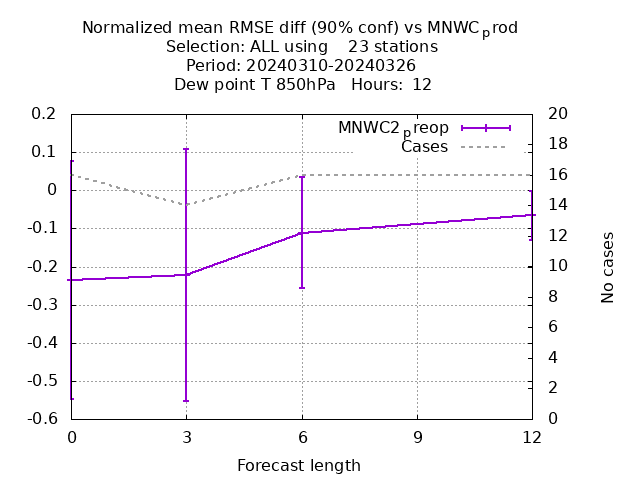 Normalized mean RMSE diff (90% conf) vs MNWCprod
Selection: ALL using    23 stations
Period: 20240310-20240326
Dew point T 850hPa   Hours:  12
MNWC2preop
Cases
0.2
0.1
0
-0.1
-0.2
-0.3
-0.4
-0.5
-0.6
20
18
16
14
12
10
8
6
4
2
0
No cases
0 3 6 9 12
Forecast length